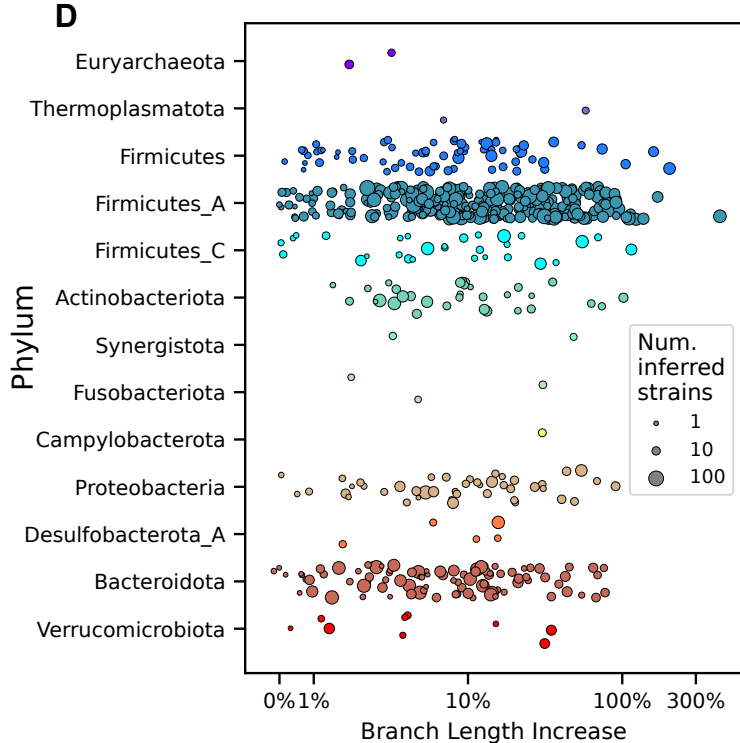 D
Euryarchaeota
Thermoplasmatota
Firmicutes
Firmicutes_A
Firmicutes_C
Actinobacteriota
Synergistota
Fusobacteriota
Campylobacterota
Proteobacteria
Desulfobacterota_A
Bacteroidota
Verrucomicrobiota
Phylum
Num.
inferred
strains
1
10
100
0% 1% 10% 100% 300%
Branch Length Increase